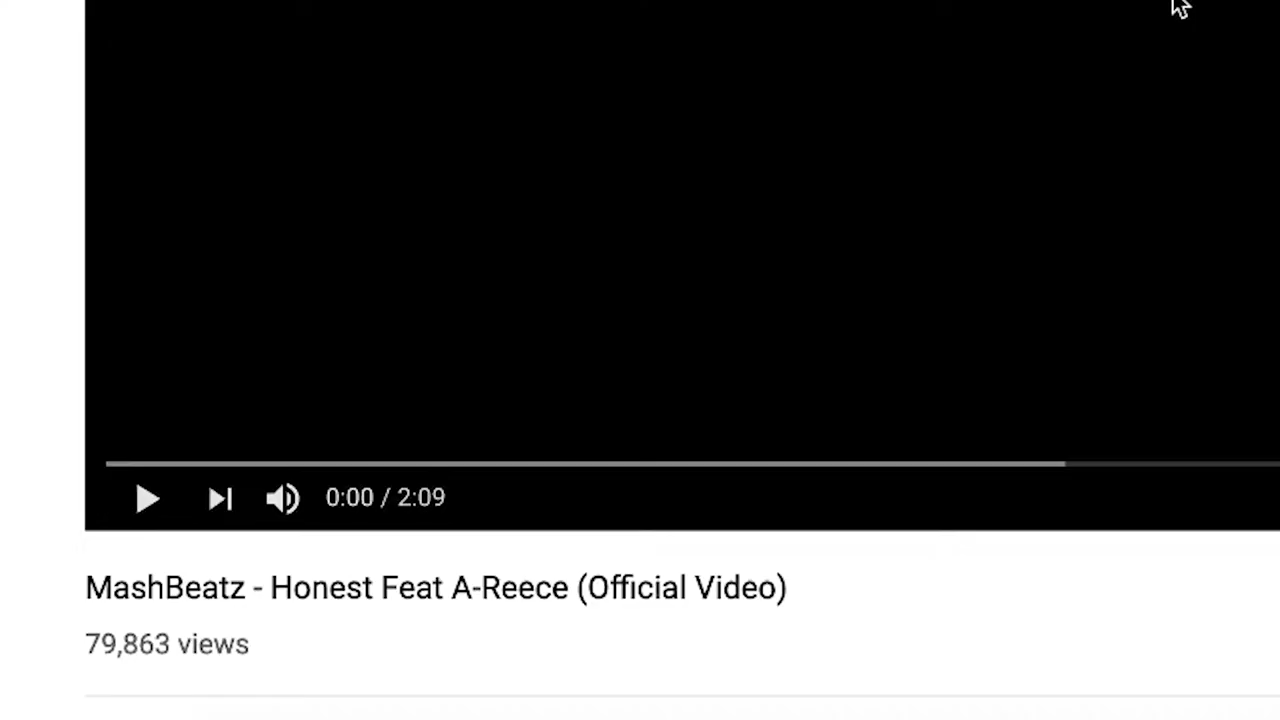 0:00 / 2:09
MashBeatz - Honest Feat A-Reece (Official Video)
79,863 views